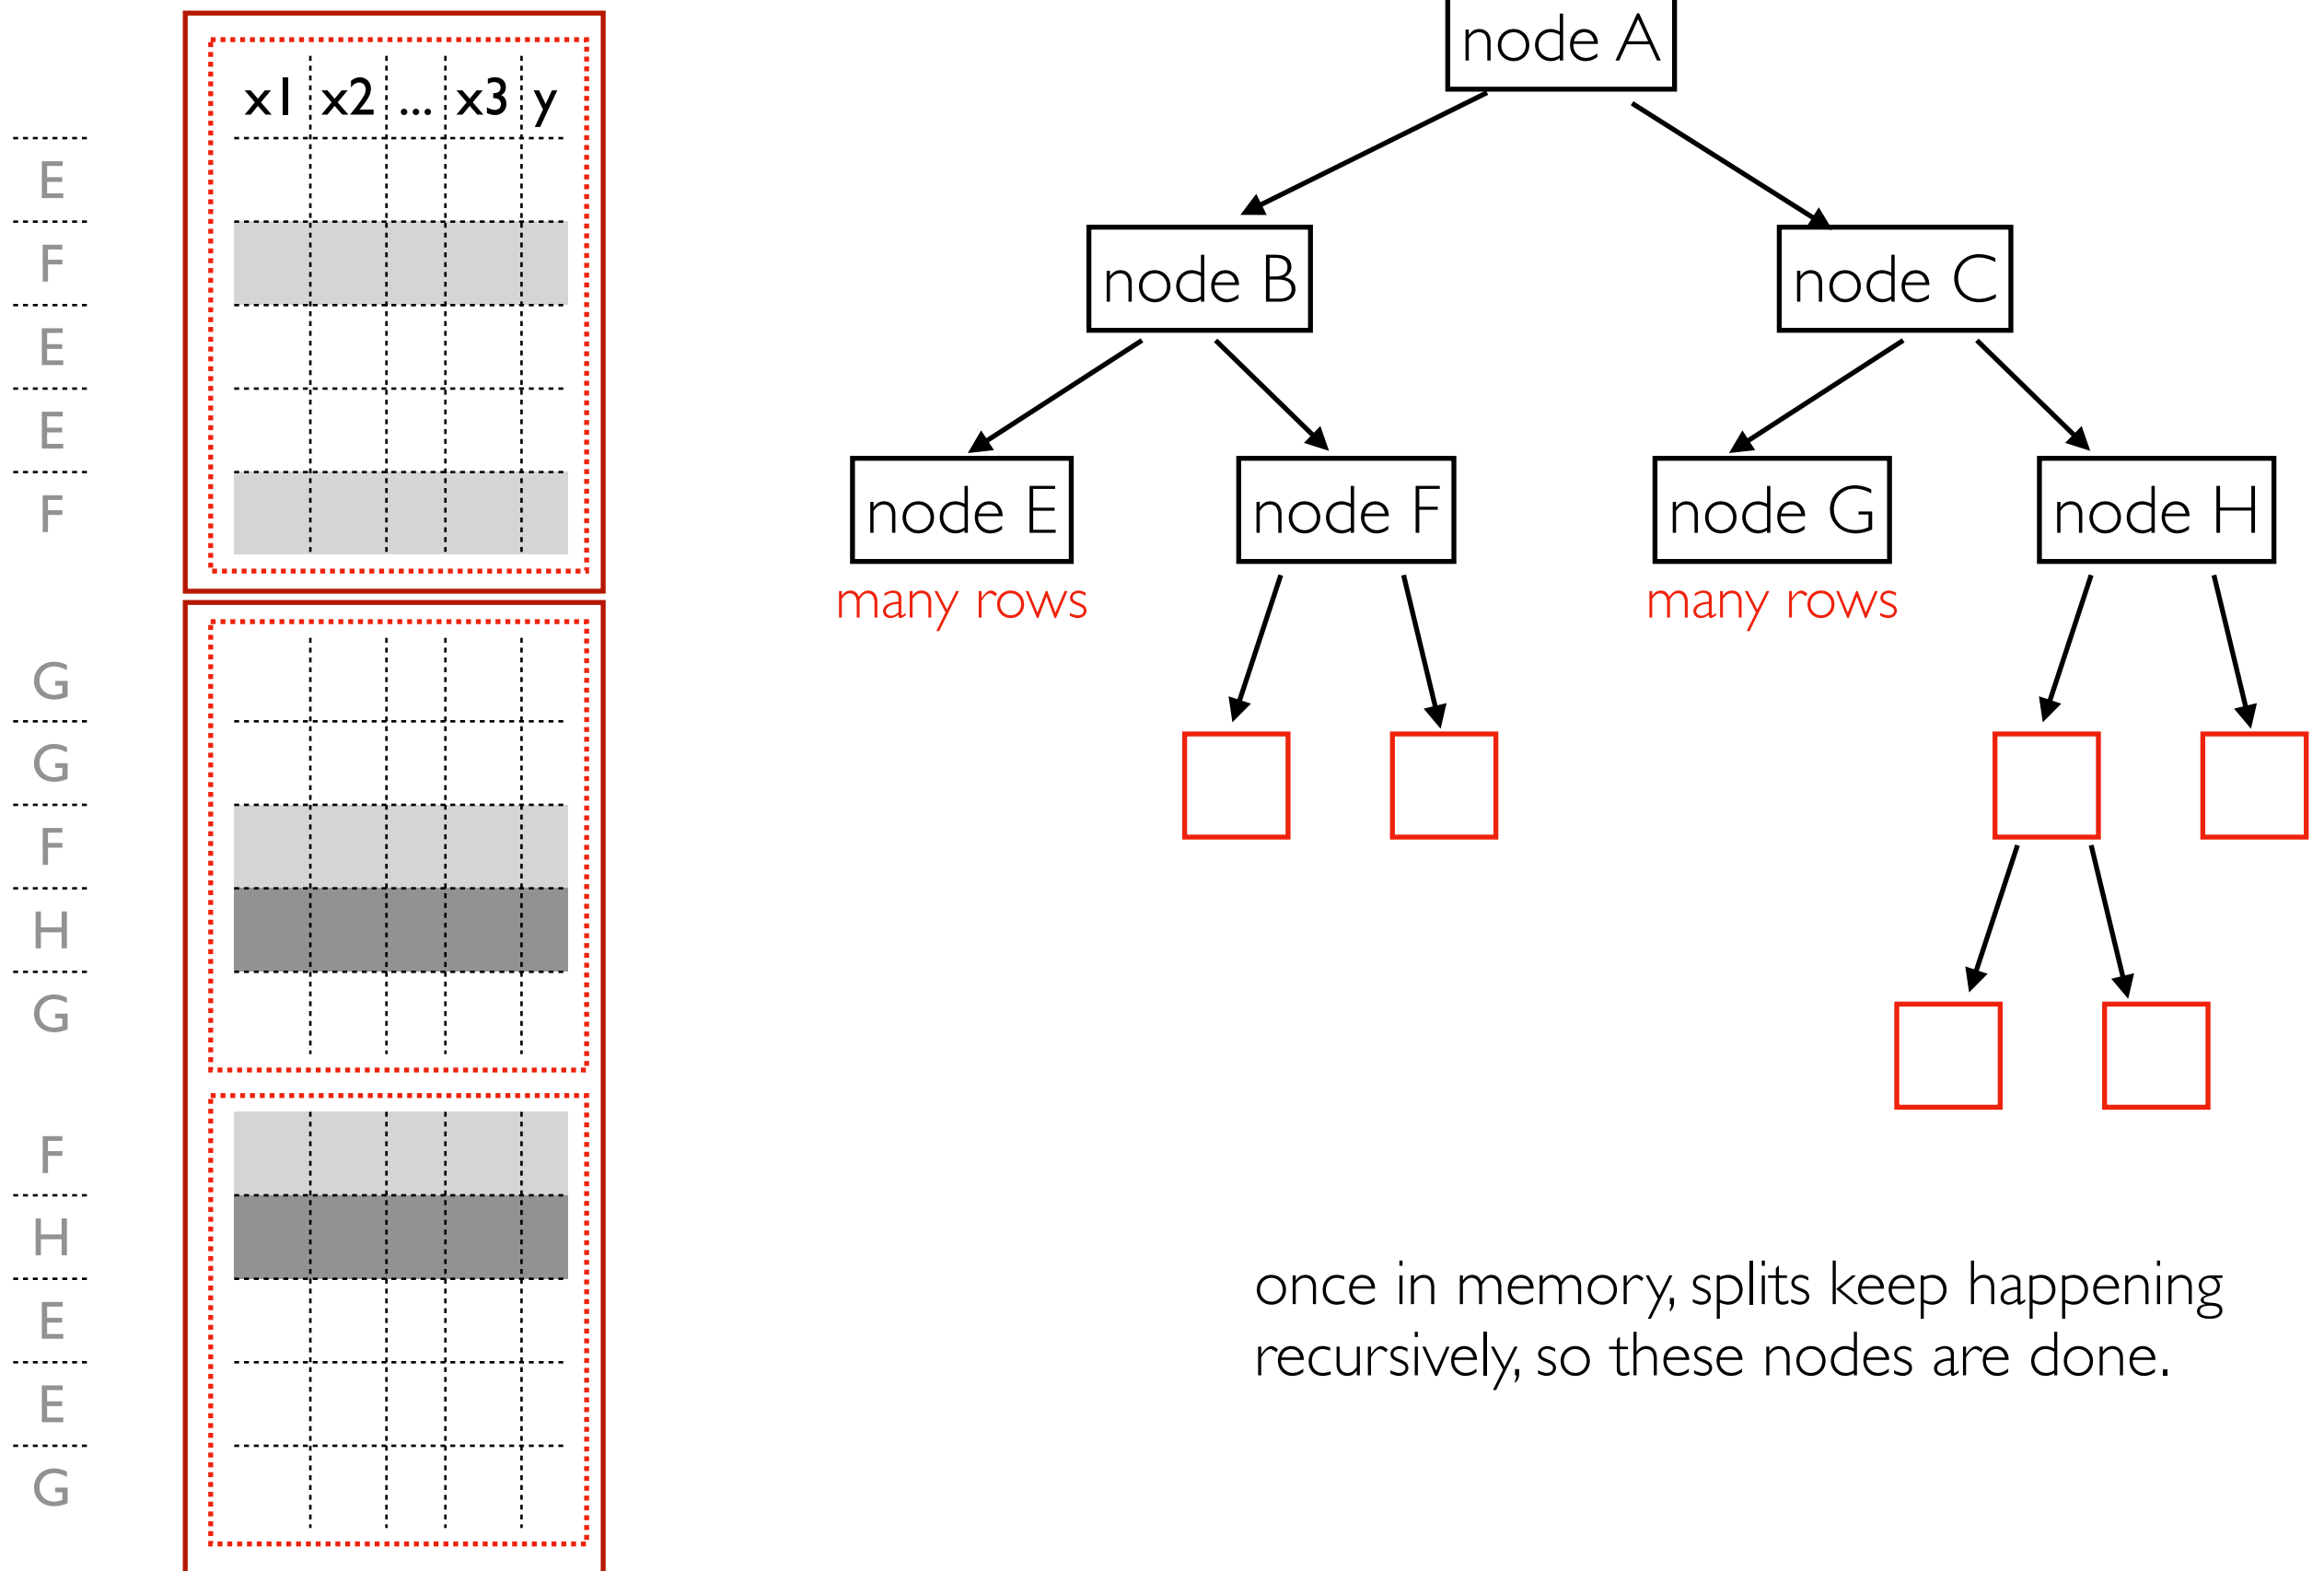 x1 x2 ... x3 y
E
F
E
E
F
G
G
F
H
G
F
H
E
E
G
node A
node B
node C
node E
node F
node G
node H
many rows
many rows
once in memory, splits keep happening
recursively, so these nodes are done.